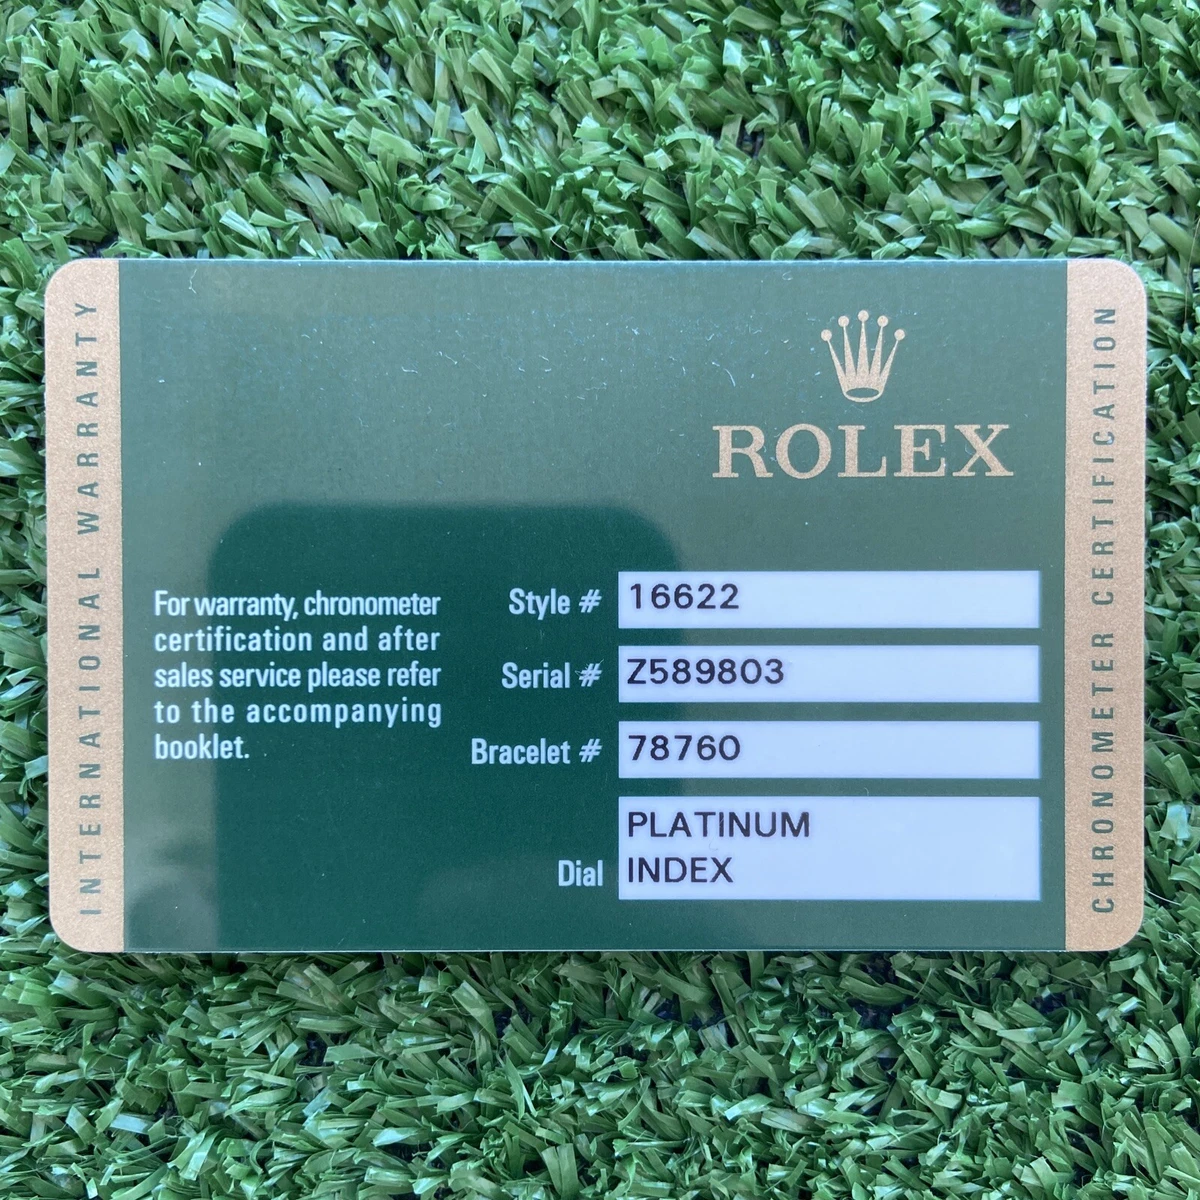 INTERNATIONAL WARRANTY
ROLEX
For warranty, chronometer
certification and after
sales service please refer
to the accompanying
booklet.
Style # 16622
Serial # Z589803
Bracelet # 78760
PLATINUM
Dial INDEX
CHRONOMETER CERTIFICATION